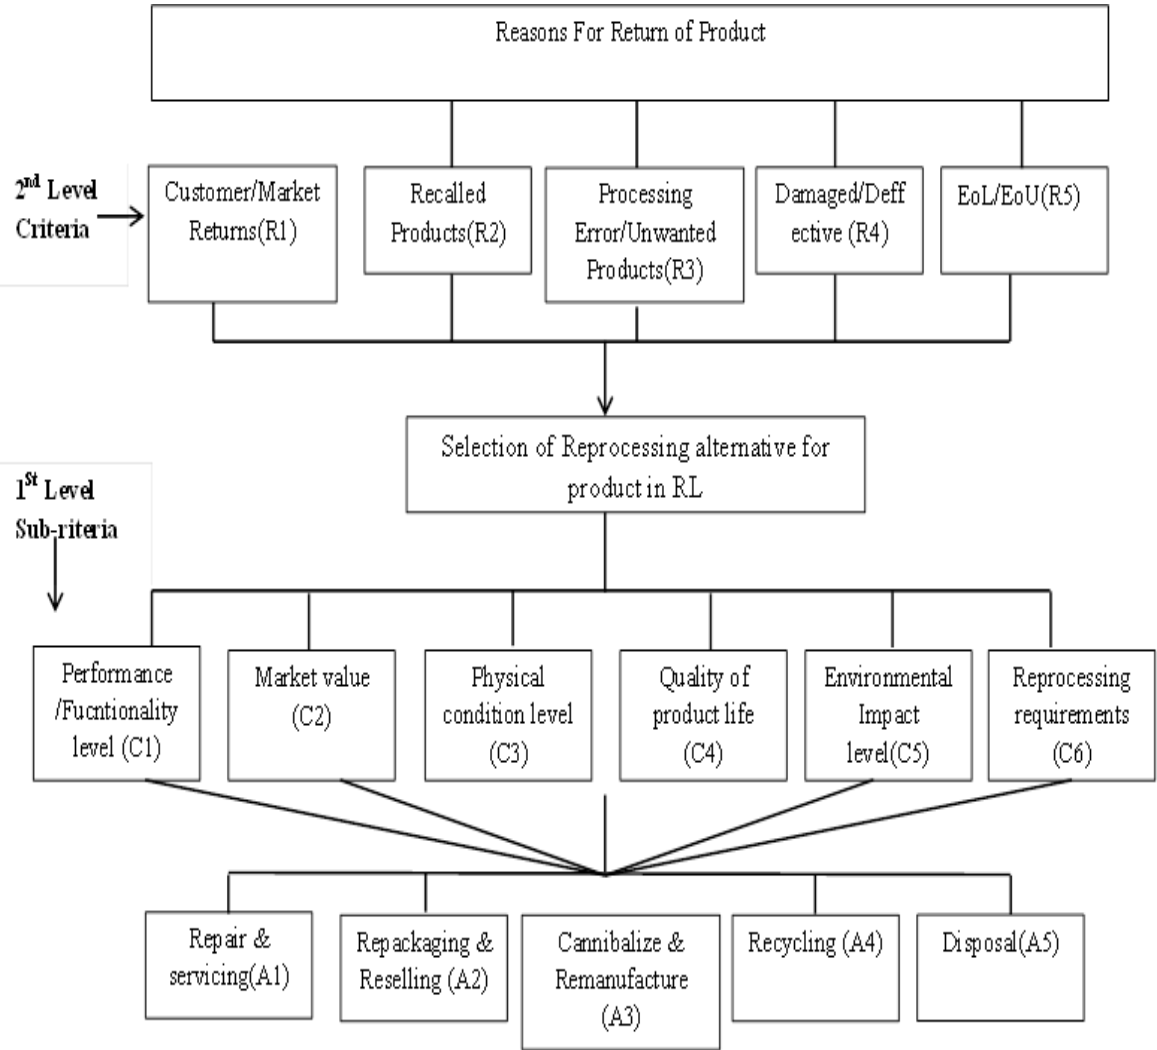 Reasons For Return of Product
2nd Level
Criteria
Customer/Market
Returns(R1)
Recalled
Products(R2)
Processing
Error/Unwanted
Products(R3)
Damaged/Deff
ective (R4)
EoL/EoU(R5)
Selection of Reprocessing alternative for
product in RL
1St Level
Sub-riteria
Performance
/Fucntionality
level (C1)
Market value
(C2)
Physical
condition level
(C3)
Quality of
product life
(C4)
Environmental
Impact
level(C5)
Reprocessing
requirements
(C6)
Repair &
servicing(A1)
Repackaging &
Reselling (A2)
Cannibalize &
Remanufacture
(A3)
Recycling (A4)
Disposal(A5)